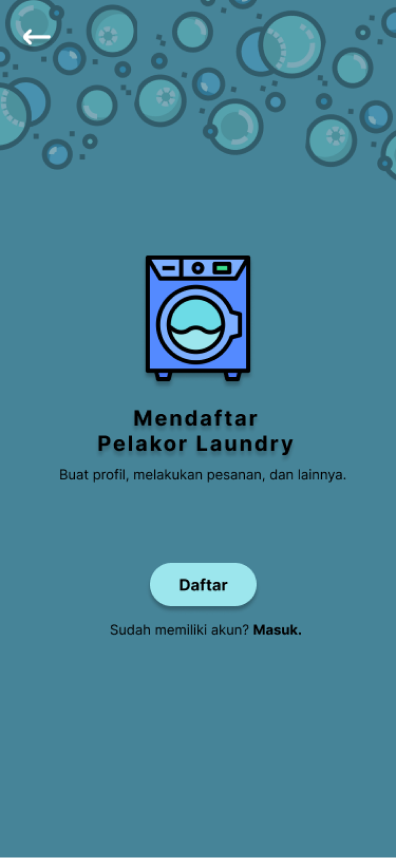 Mendaftar
Pelakor Laundry
Buat profil, melakukan pesanan, dan lainnya.
Daftar
Sudah memiliki akun? Masuk.